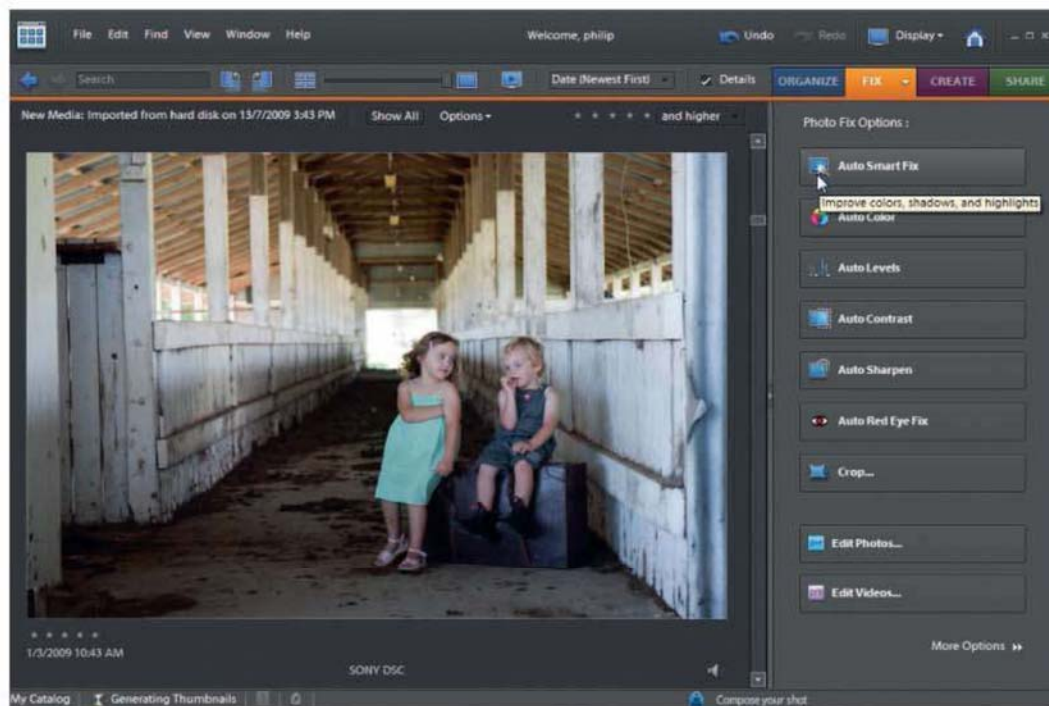 File Edit Find View Window Help Welcome, philip Undo Redo Display
Search Date (Newest First) Details ORGANIZE FIX CREATE SHARE
New Media: Imported from hard disk on 13/7/2009 3:43 PM Show All Options and higher
Photo Fix Options :
Auto Smart Fix
Improve colors, shadows, and highlights
Auto Color
Auto Levels
Auto Contrast
Auto Sharpen
Auto Red Eye Fix
Crop...
Edit Photos...
Edit Videos...
More Options
1/3/2009 10:43 AM
SONY DSC
My Catalog Generating Thumbnails Compose your shot